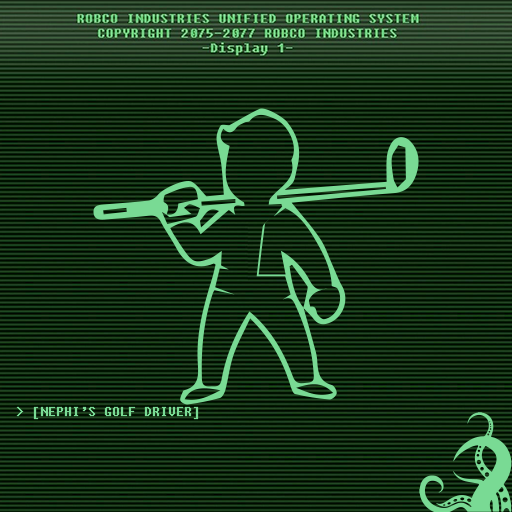 ROBCO INDUSTRIES UNIFIED OPERATING SYSTEM
COPYRIGHT 2075-2077 ROBCO INDUSTRIES
-Display 1-
> [NEPHI'S GOLF DRIVER]